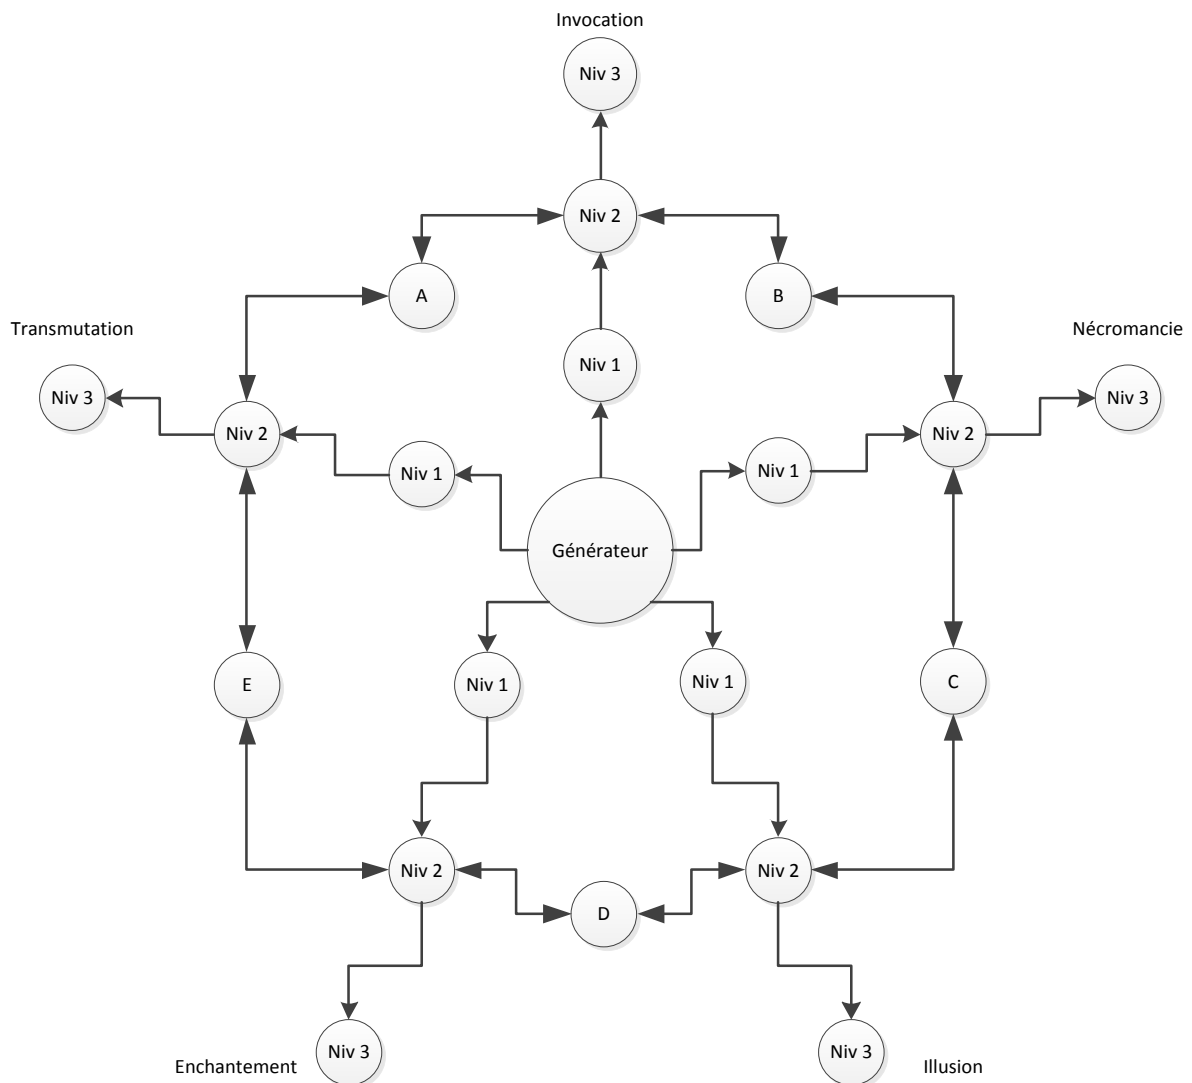 Invocation
Niv 3
Niv 2
A
B
Transmutation
Nécromancie
Niv 1
Niv 3
Niv 3
Niv 2
Niv 2
Niv 1
Niv 1
Générateur
E
Niv 1
Niv 1
C
Niv 2
Niv 2
D
Niv 3
Niv 3
Enchantement
Illusion